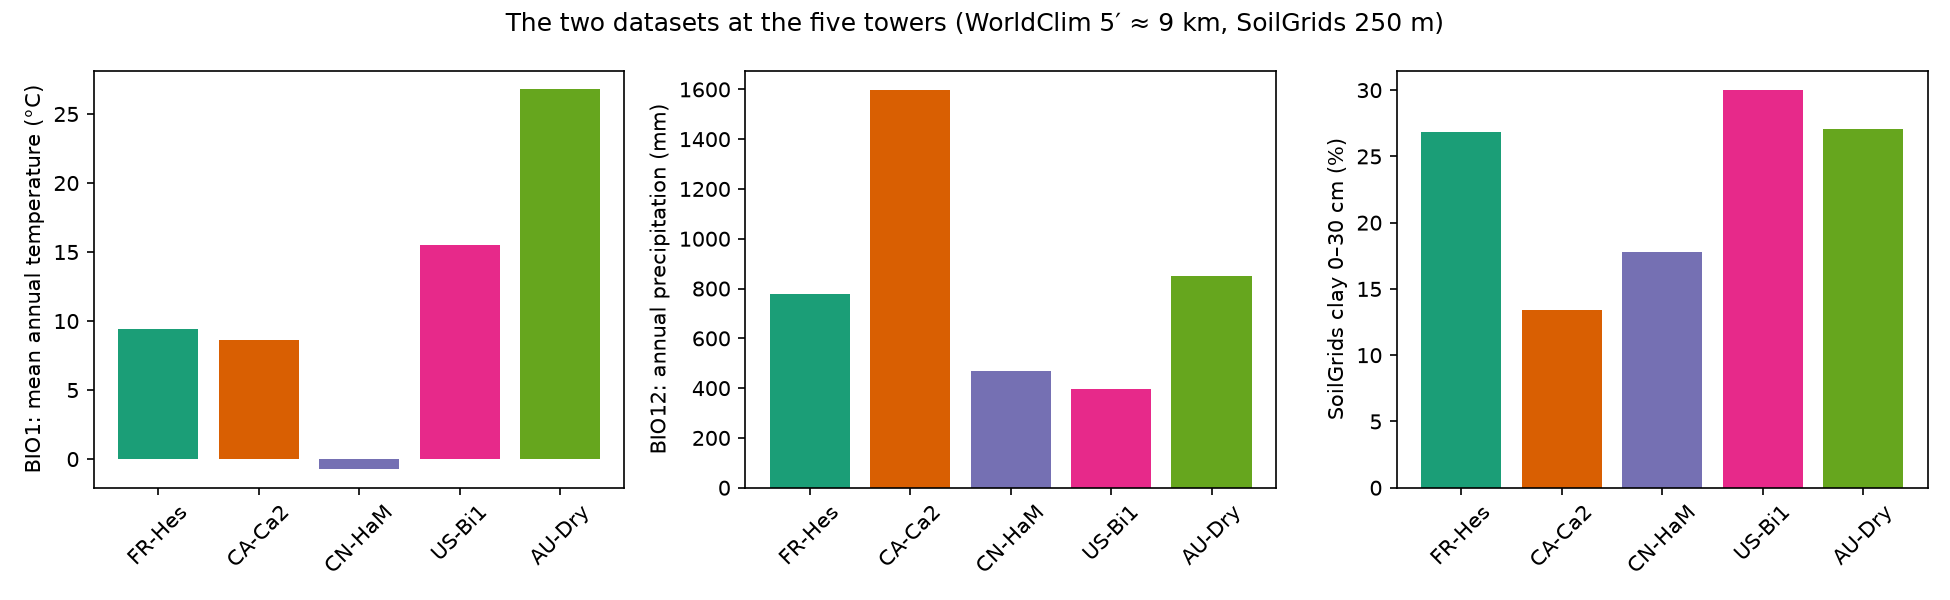 The two datasets at the five towers (WorldClim 5′ ≈ 9 km, SoilGrids 250 m)
BIO1: mean annual temperature (°C)
25
20
15
10
5
0
FR-Hes
CA-Ca2
CN-HaM
US-Bi1
AU-Dry
BIO12: annual precipitation (mm)
1600
1400
1200
1000
800
600
400
200
0
FR-Hes
CA-Ca2
CN-HaM
US-Bi1
AU-Dry
SoilGrids clay 0–30 cm (%)
30
25
20
15
10
5
0
FR-Hes
CA-Ca2
CN-HaM
US-Bi1
AU-Dry